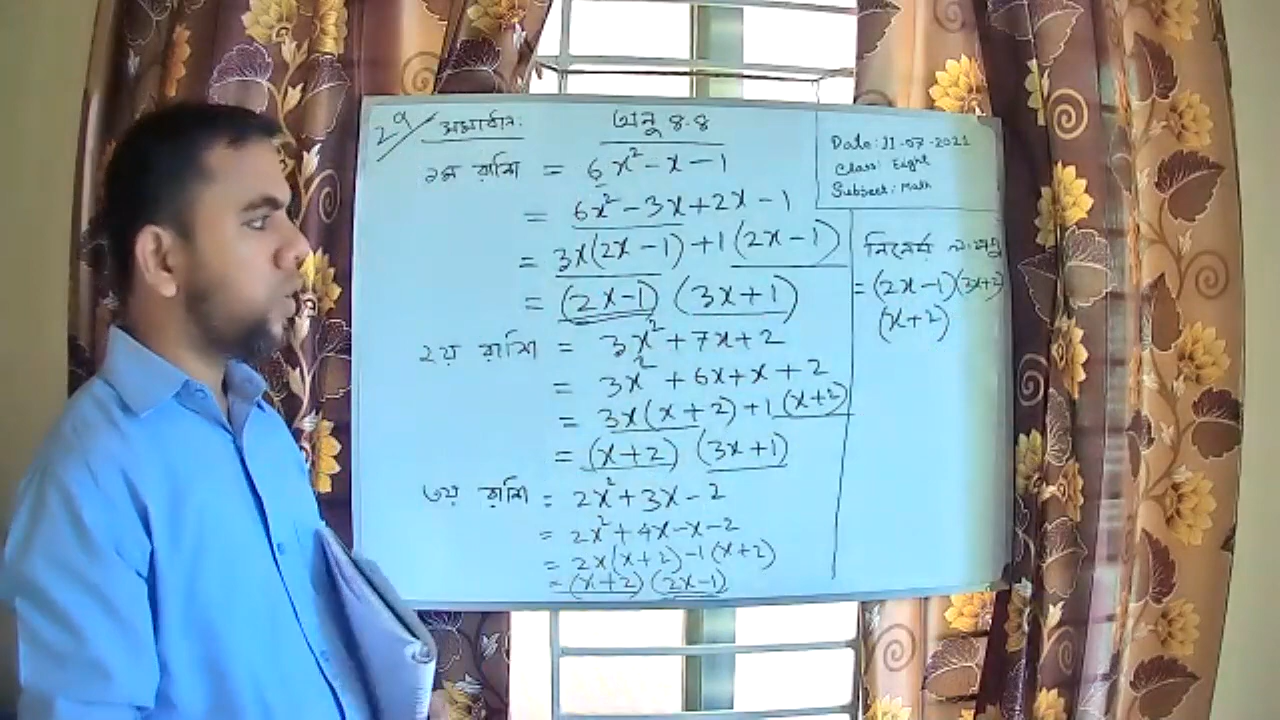 29/ সমাধান: অনু ৪.৪
Date: 11-07-2021
Class: Eight
Subject: Math
১ম রাশি = 6x² - x - 1
= 6x² - 3x + 2x - 1
= 3x(2x - 1) + 1(2x - 1)
= (2x-1) (3x+1)
২য় রাশি = 3x² + 7x + 2
= 3x² + 6x + x + 2
= 3x(x+2) + 1(x+2)
= (x+2) (3x+1)
৩য় রাশি = 2x² + 3x - 2
= 2x² + 4x - x - 2
= 2x(x+2) - 1(x+2)
= (x+2) (2x-1)
নির্ণেয় ল.সা.গু
= (2x-1)(3x+2)
(x+2)